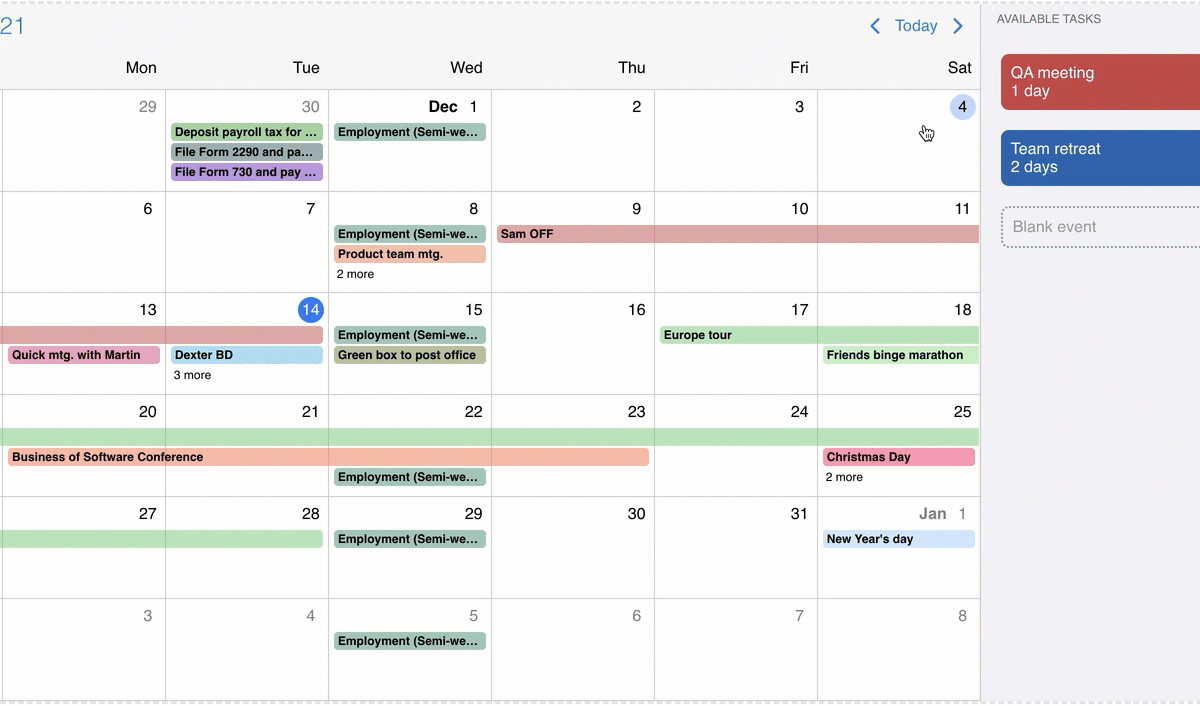 21
Today
AVAILABLE TASKS
Mon Tue Wed Thu Fri Sat
QA meeting
1 day
29 30 Dec 1 2 3 4
Deposit payroll tax for ... Employment (Semi-we...
File Form 2290 and pa...
File Form 730 and pay ...
Team retreat
2 days
6 7 8 9 10 11
Blank event
Employment (Semi-we... Sam OFF
Product team mtg.
2 more
13 14 15 16 17 18
Employment (Semi-we... Europe tour
Quick mtg. with Martin Dexter BD Green box to post office Friends binge marathon
3 more
20 21 22 23 24 25
Business of Software Conference Christmas Day
Employment (Semi-we... 2 more
27 28 29 30 31 Jan 1
Employment (Semi-we... New Year's day
3 4 5 6 7 8
Employment (Semi-we...